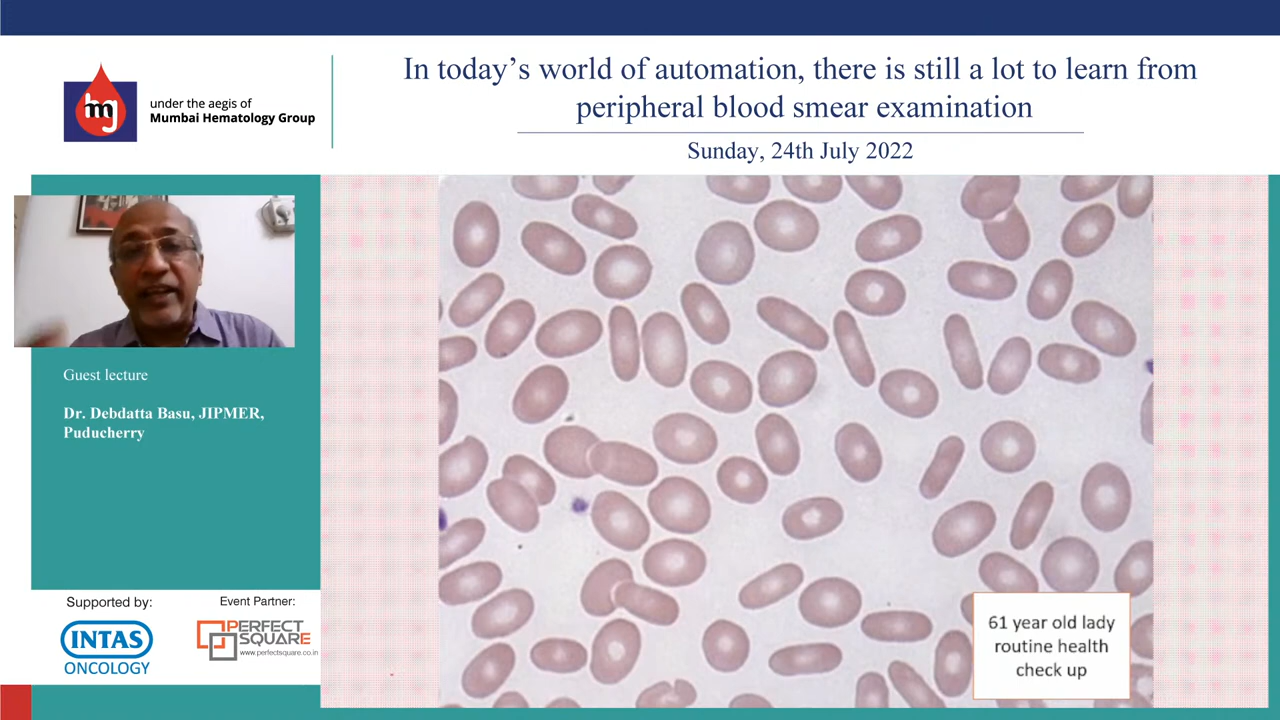 In today’s world of automation, there is still a lot to learn from
peripheral blood smear examination
Sunday, 24th July 2022
mg
under the aegis of
Mumbai Hematology Group
Guest lecture
Dr. Debdatta Basu, JIPMER,
Puducherry
Supported by:
INTAS
ONCOLOGY
Event Partner:
PERFECT
SQUARE
www.perfectsquare.co.in
61 year old lady
routine health
check up